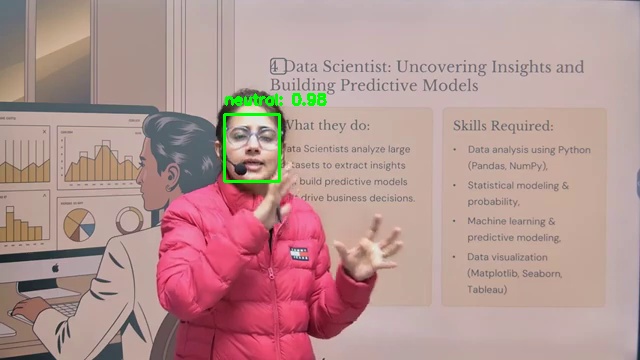 4 Data Scientist: Uncovering Insights and
Building Predictive Models
neutral: 0.98
What they do:
Data Scientists analyze large
datasets to extract insights
build predictive models
drive business decisions.
Skills Required:
• Data analysis using Python
(Pandas, NumPy),
• Statistical modeling &
probability,
• Machine learning &
predictive modeling,
• Data visualization
(Matplotlib, Seaborn,
Tableau)